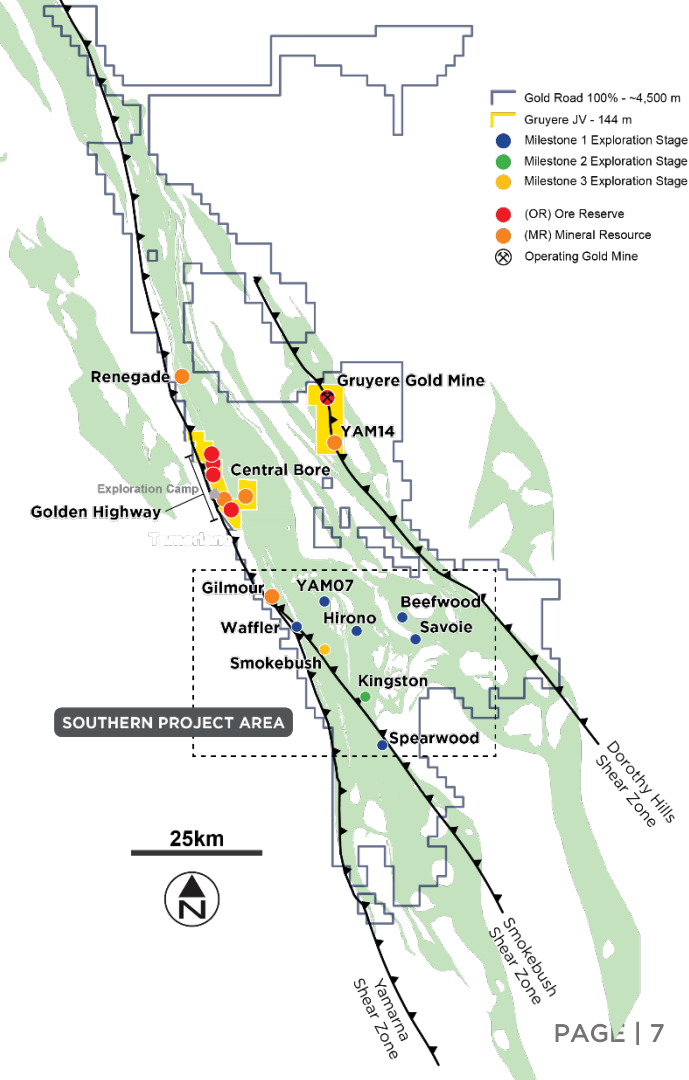 Gold Road 100% - ~4,500 m
Gruyere JV - 144 m
Milestone 1 Exploration Stage
Milestone 2 Exploration Stage
Milestone 3 Exploration Stage
(OR) Ore Reserve
(MR) Mineral Resource
Operating Gold Mine
Renegade
Gruyere Gold Mine
YAM14
Central Bore
Exploration Camp
Golden Highway
Gilmour
YAM07
Beefwood
Hirono
Waffler
Savoie
Smokebush
Kingston
SOUTHERN PROJECT AREA
Spearwood
Dorothy Hills
Shear Zone
25km
N
Smokebush
Shear Zone
Yamarna
Shear Zone
PAGE | 7